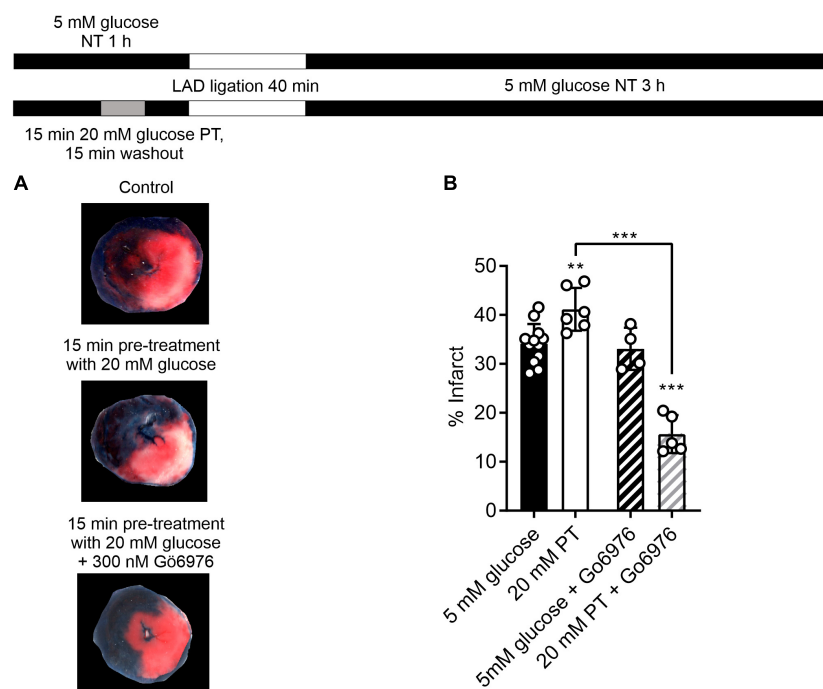 5 mM glucose
NT 1 h
LAD ligation 40 min
5 mM glucose NT 3 h
15 min 20 mM glucose PT,
15 min washout
A
Control
15 min pre-treatment
with 20 mM glucose
15 min pre-treatment
with 20 mM glucose
+ 300 nM Gö6976
B
***
**
***
% Infarct
50
40
30
20
10
0
5 mM glucose
20 mM PT
5mM glucose + Go6976
20 mM PT + Go6976